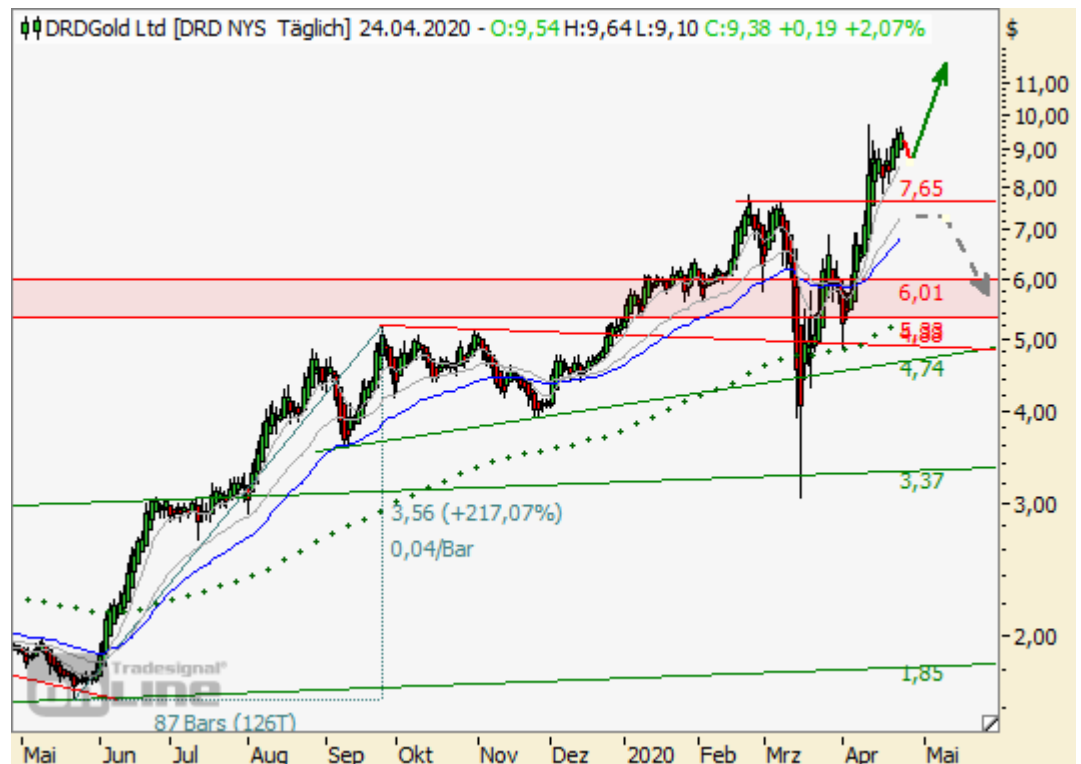 DRDGold Ltd [DRD NYS Täglich] 24.04.2020 - O:9,54 H:9,64 L:9,10 C:9,38 +0,19 +2,07%
$
11,00
10,00
9,00
8,00
7,65
7,00
6,00
6,01
5,00
4,74
4,00
3,37
3,00
3,56 (+217,07%)
0,04/Bar
2,00
Tradesignal®
LINE
1,85
87 Bars (126T)
Mai Jun Jul Aug Sep Okt Nov Dez 2020 Feb Mrz Apr Mai